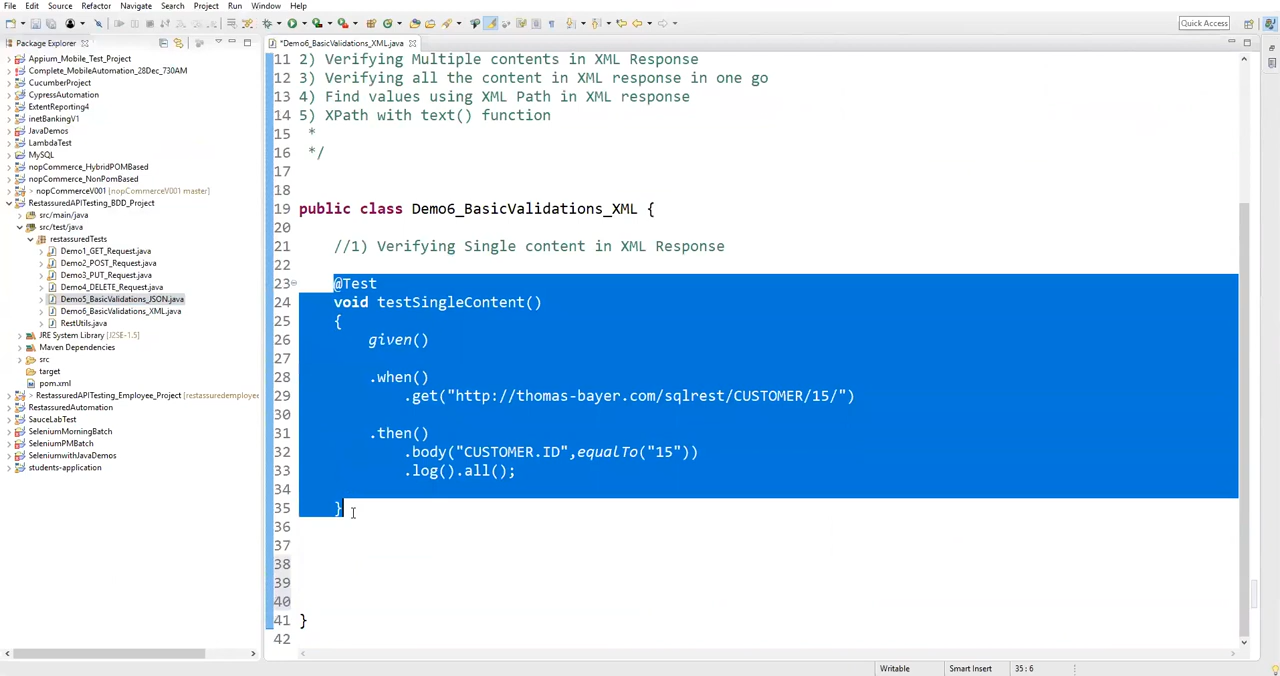 File Edit Source Refactor Navigate Search Project Run Window Help
Quick Access
Package Explorer
*Demo6_BasicValidations_XML.java
Appium_Mobile_Test_Project
Complete_MobileAutomation_28Dec_730AM
CucumberProject
CypressAutomation
ExtentReporting4
inetBankingV1
JavaDemos
LambdaTest
MySQL
nopCommerce_HybridPOMBased
nopCommerce_NonPomBased
> nopCommerceV001 [nopCommerceV001 master]
RestassuredAPITesting_BDD_Project
src/main/java
src/test/java
restassuredTests
Demo1_GET_Request.java
Demo2_POST_Request.java
Demo3_PUT_Request.java
Demo4_DELETE_Request.java
Demo5_BasicValidations_JSON.java
Demo6_BasicValidations_XML.java
RestUtils.java
JRE System Library [J2SE-1.5]
Maven Dependencies
src
target
pom.xml
> RestassuredAPITesting_Employee_Project [restassuredemployee
RestassuredAutomation
SauceLabTest
SeleniumMorningBatch
SeleniumPMBatch
SeleniumwithJavaDemos
students-application
11 2) Verifying Multiple contents in XML Response
12 3) Verifying all the content in XML response in one go
13 4) Find values using XML Path in XML response
14 5) XPath with text() function
15 *
16 */
17
18
19 public class Demo6_BasicValidations_XML {
20
21 //1) Verifying Single content in XML Response
22
23 @Test
24 void testSingleContent()
25 {
26 given()
27
28 .when()
29 .get("http://thomas-bayer.com/sqlrest/CUSTOMER/15/")
30
31 .then()
32 .body("CUSTOMER.ID",equalTo("15"))
33 .log().all();
34
35 }
36
37
38
39
40
41 }
42
Writable Smart Insert 35 : 6